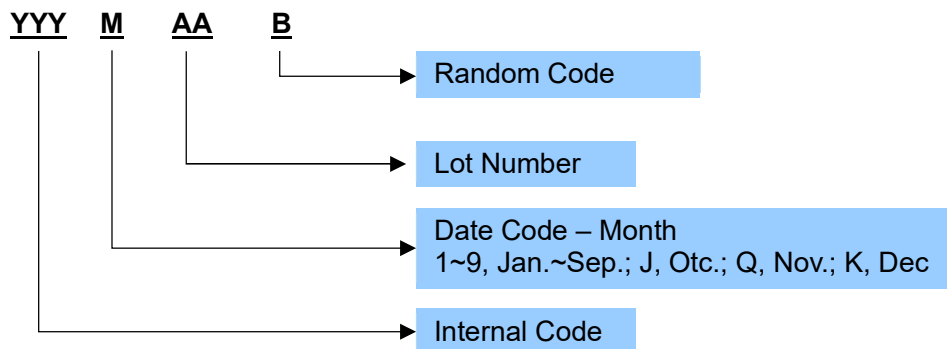 YYY M AA B
Random Code
Lot Number
Date Code – Month
1~9, Jan.~Sep.; J, Otc.; Q, Nov.; K, Dec
Internal Code